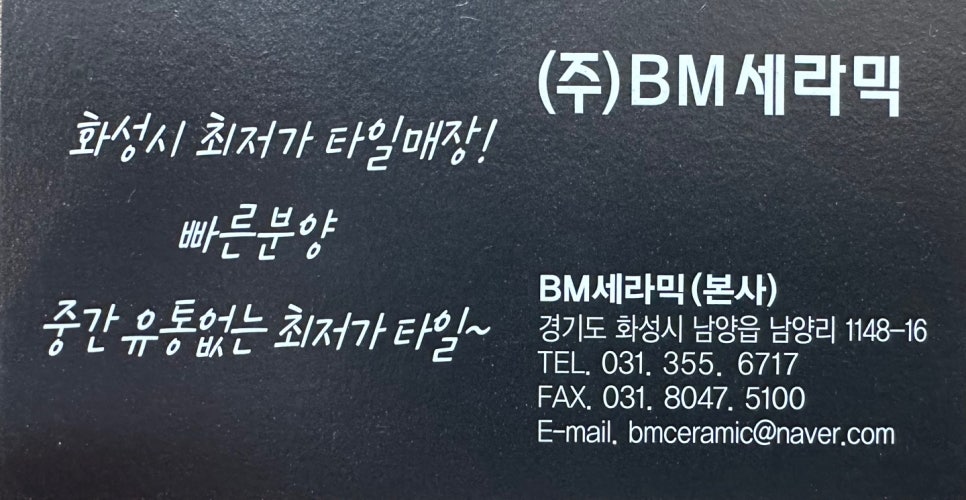 화성시 최저가 타일매장!
빠른분양
중간 유통없는 최저가 타일~
(주)BM세라믹
BM세라믹(본사)
경기도 화성시 남양읍 남양리 1148-16
TEL. 031. 355. 6717
FAX. 031. 8047. 5100
E-mail. bmceramic@naver.com